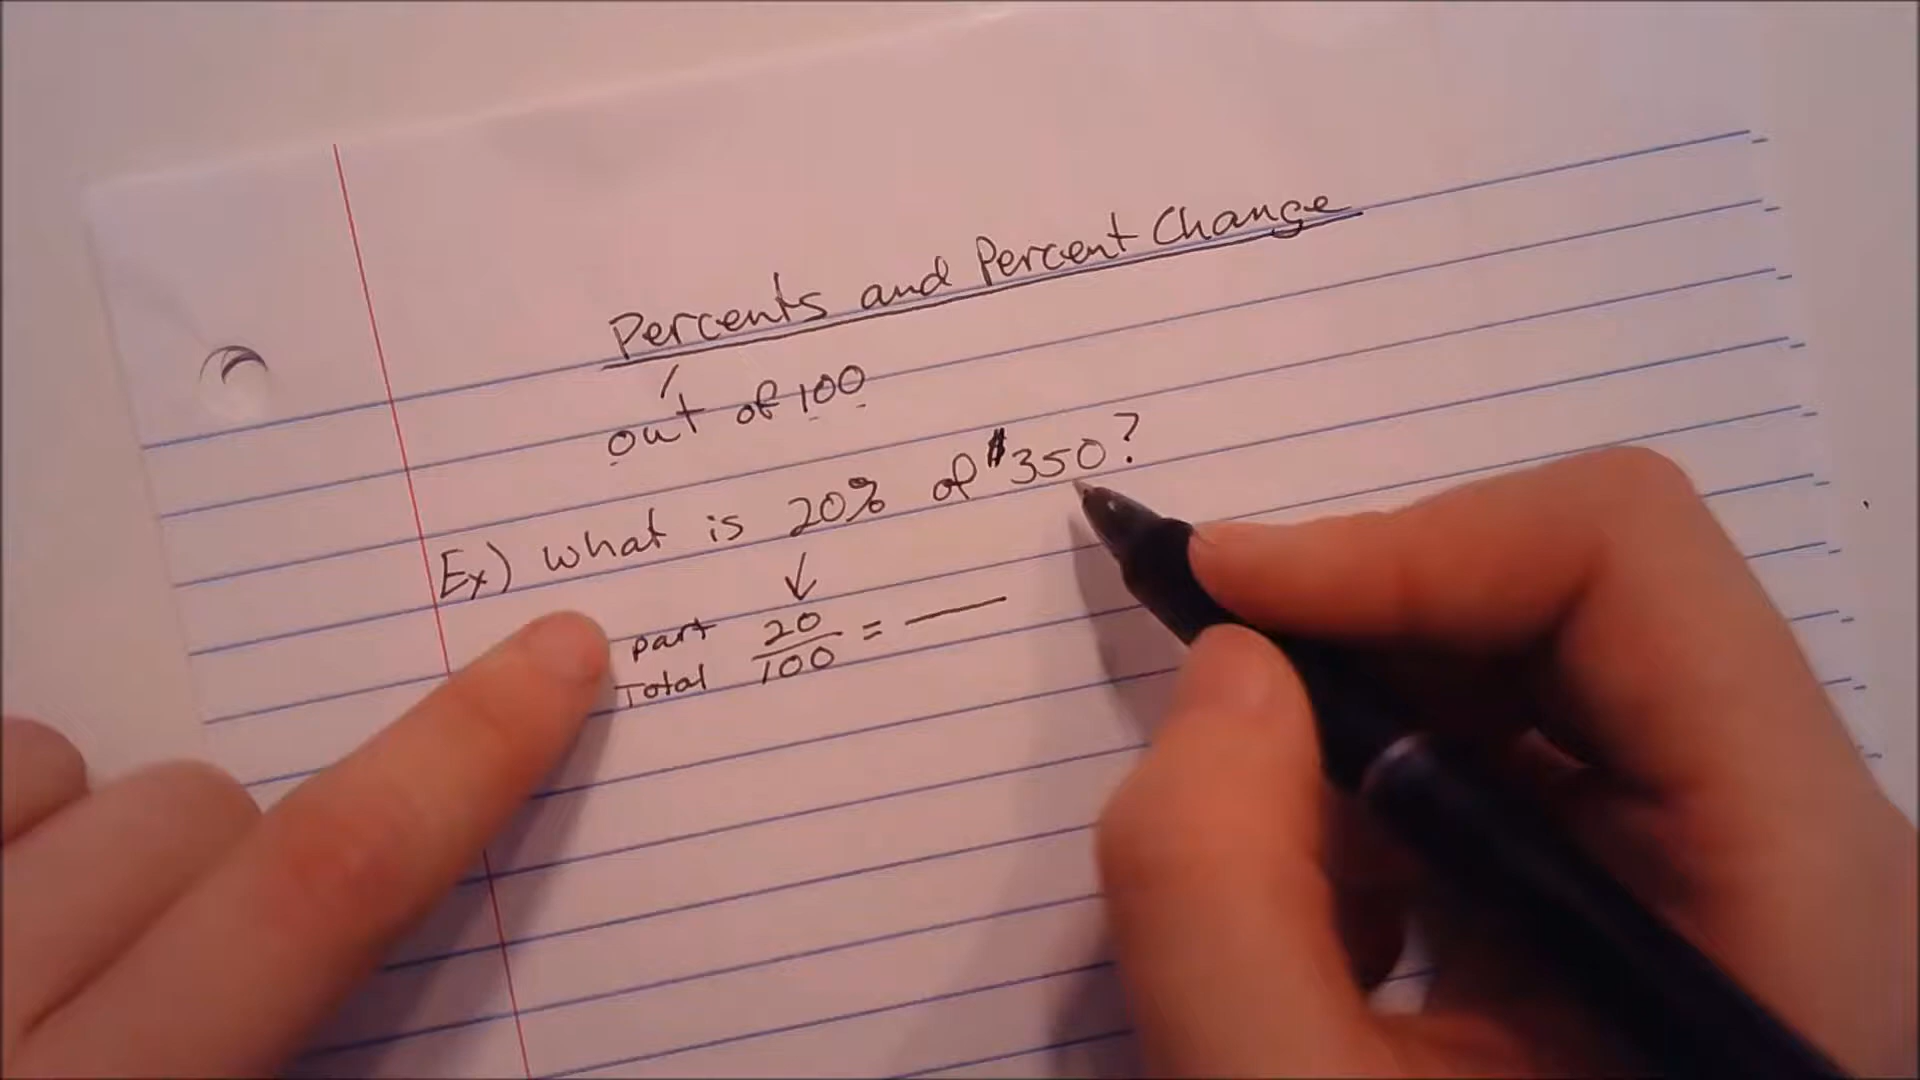 Percents and Percent Change
out of 100
Ex) what is 20% of $350?
part 20
Total 100 =